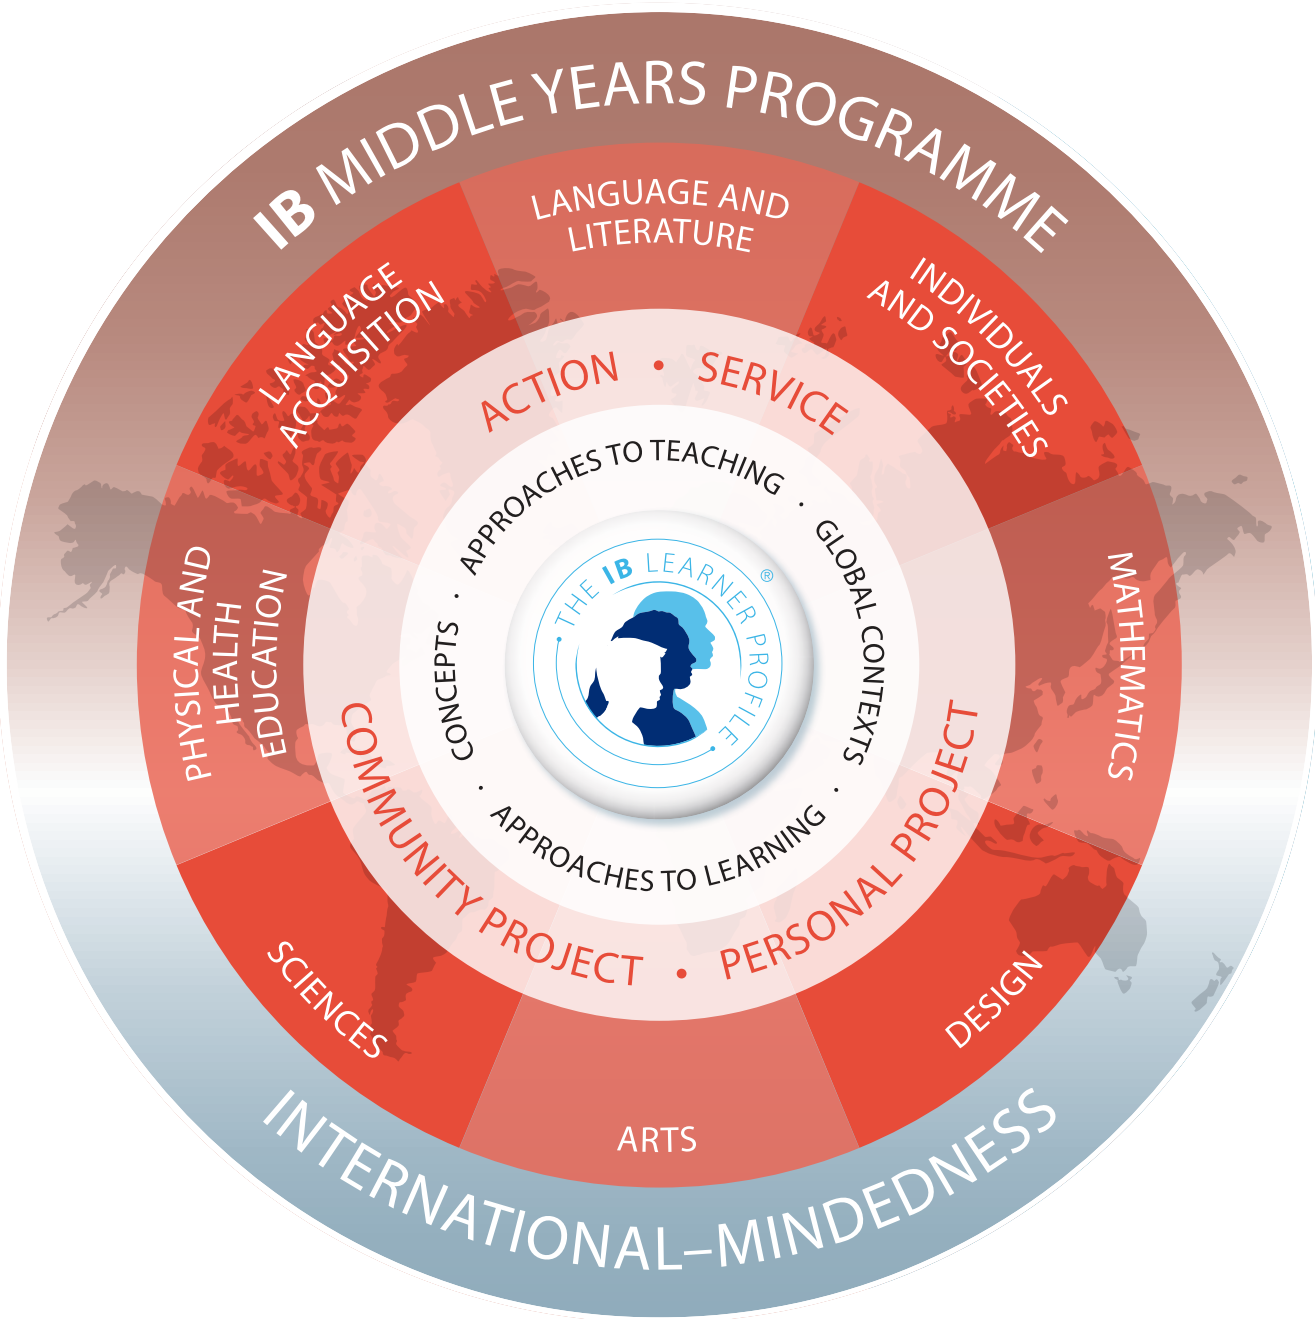 IB MIDDLE YEARS PROGRAMME
LANGUAGE AND
LITERATURE
INDIVIDUALS
AND SOCIETIES
MATHEMATICS
DESIGN
ARTS
SCIENCES
PHYSICAL AND
HEALTH
EDUCATION
LANGUAGE
ACQUISITION
ACTION • SERVICE
COMMUNITY PROJECT • PERSONAL PROJECT
APPROACHES TO TEACHING · GLOBAL CONTEXTS · APPROACHES TO LEARNING · CONCEPTS ·
THE IB LEARNER PROFILE ®
INTERNATIONAL–MINDEDNESS